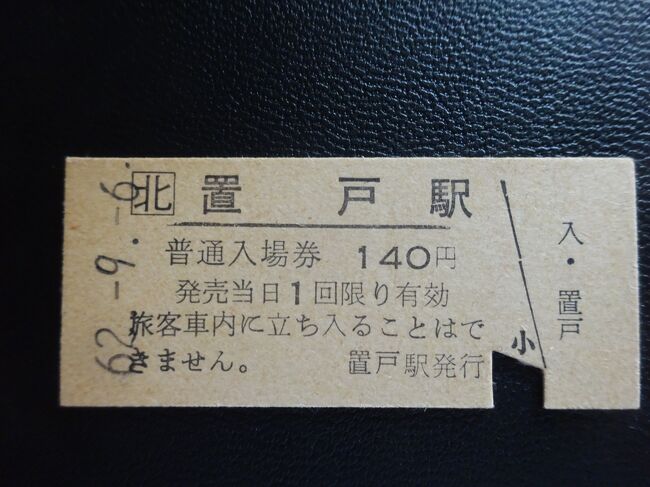 62.-9.-6.
北 置戸駅
普通入場券 140円
発売当日1回限り有効
旅客車内に立ち入ることはで
きません。 置戸駅発行
小
入・置戸